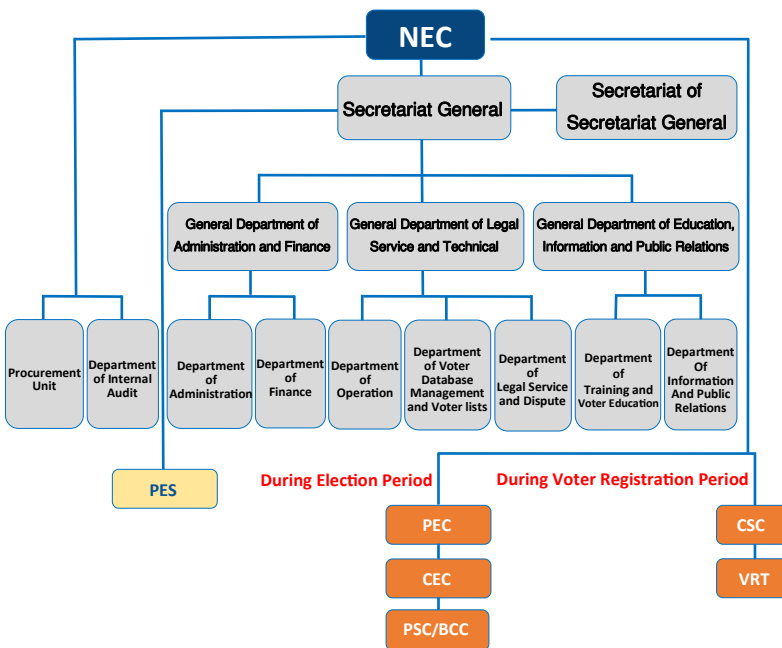 NEC
Secretariat General
Secretariat of
Secretariat General
General Department of
Administration and Finance
General Department of Legal
Service and Technical
General Department of Education,
Information and Public Relations
Procurement
Unit
Department
of Internal
Audit
Department
of
Administration
Department
of
Finance
Department
of
Operation
Department
of Voter
Database
Management
and Voter lists
Department
of
Legal Service
and Dispute
Department
of
Training and
Voter Education
Department
Of
Information
And Public
Relations
PES
During Election Period
During Voter Registration Period
PEC
CSC
CEC
VRT
PSC/BCC